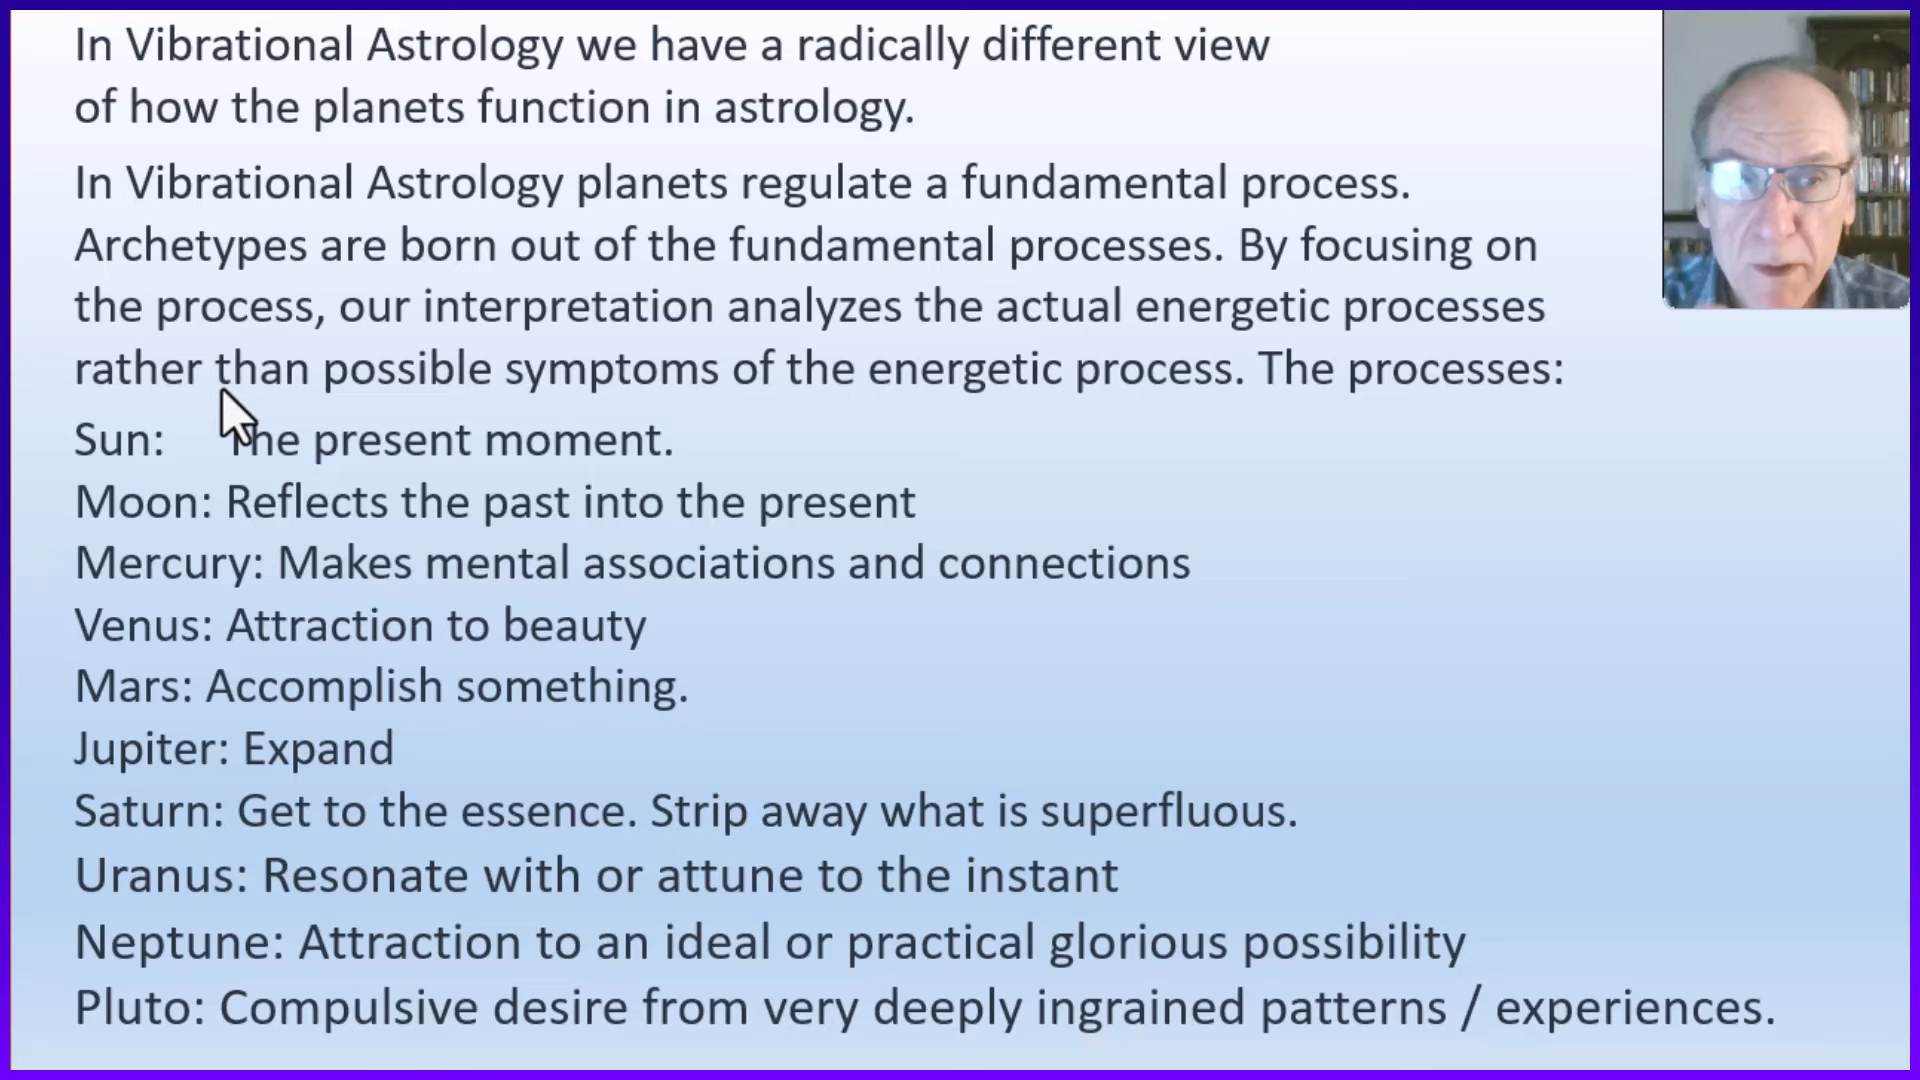 In Vibrational Astrology we have a radically different view
of how the planets function in astrology.
In Vibrational Astrology planets regulate a fundamental process.
Archetypes are born out of the fundamental processes. By focusing on
the process, our interpretation analyzes the actual energetic processes
rather than possible symptoms of the energetic process. The processes:
Sun: The present moment.
Moon: Reflects the past into the present
Mercury: Makes mental associations and connections
Venus: Attraction to beauty
Mars: Accomplish something.
Jupiter: Expand
Saturn: Get to the essence. Strip away what is superfluous.
Uranus: Resonate with or attune to the instant
Neptune: Attraction to an ideal or practical glorious possibility
Pluto: Compulsive desire from very deeply ingrained patterns / experiences.